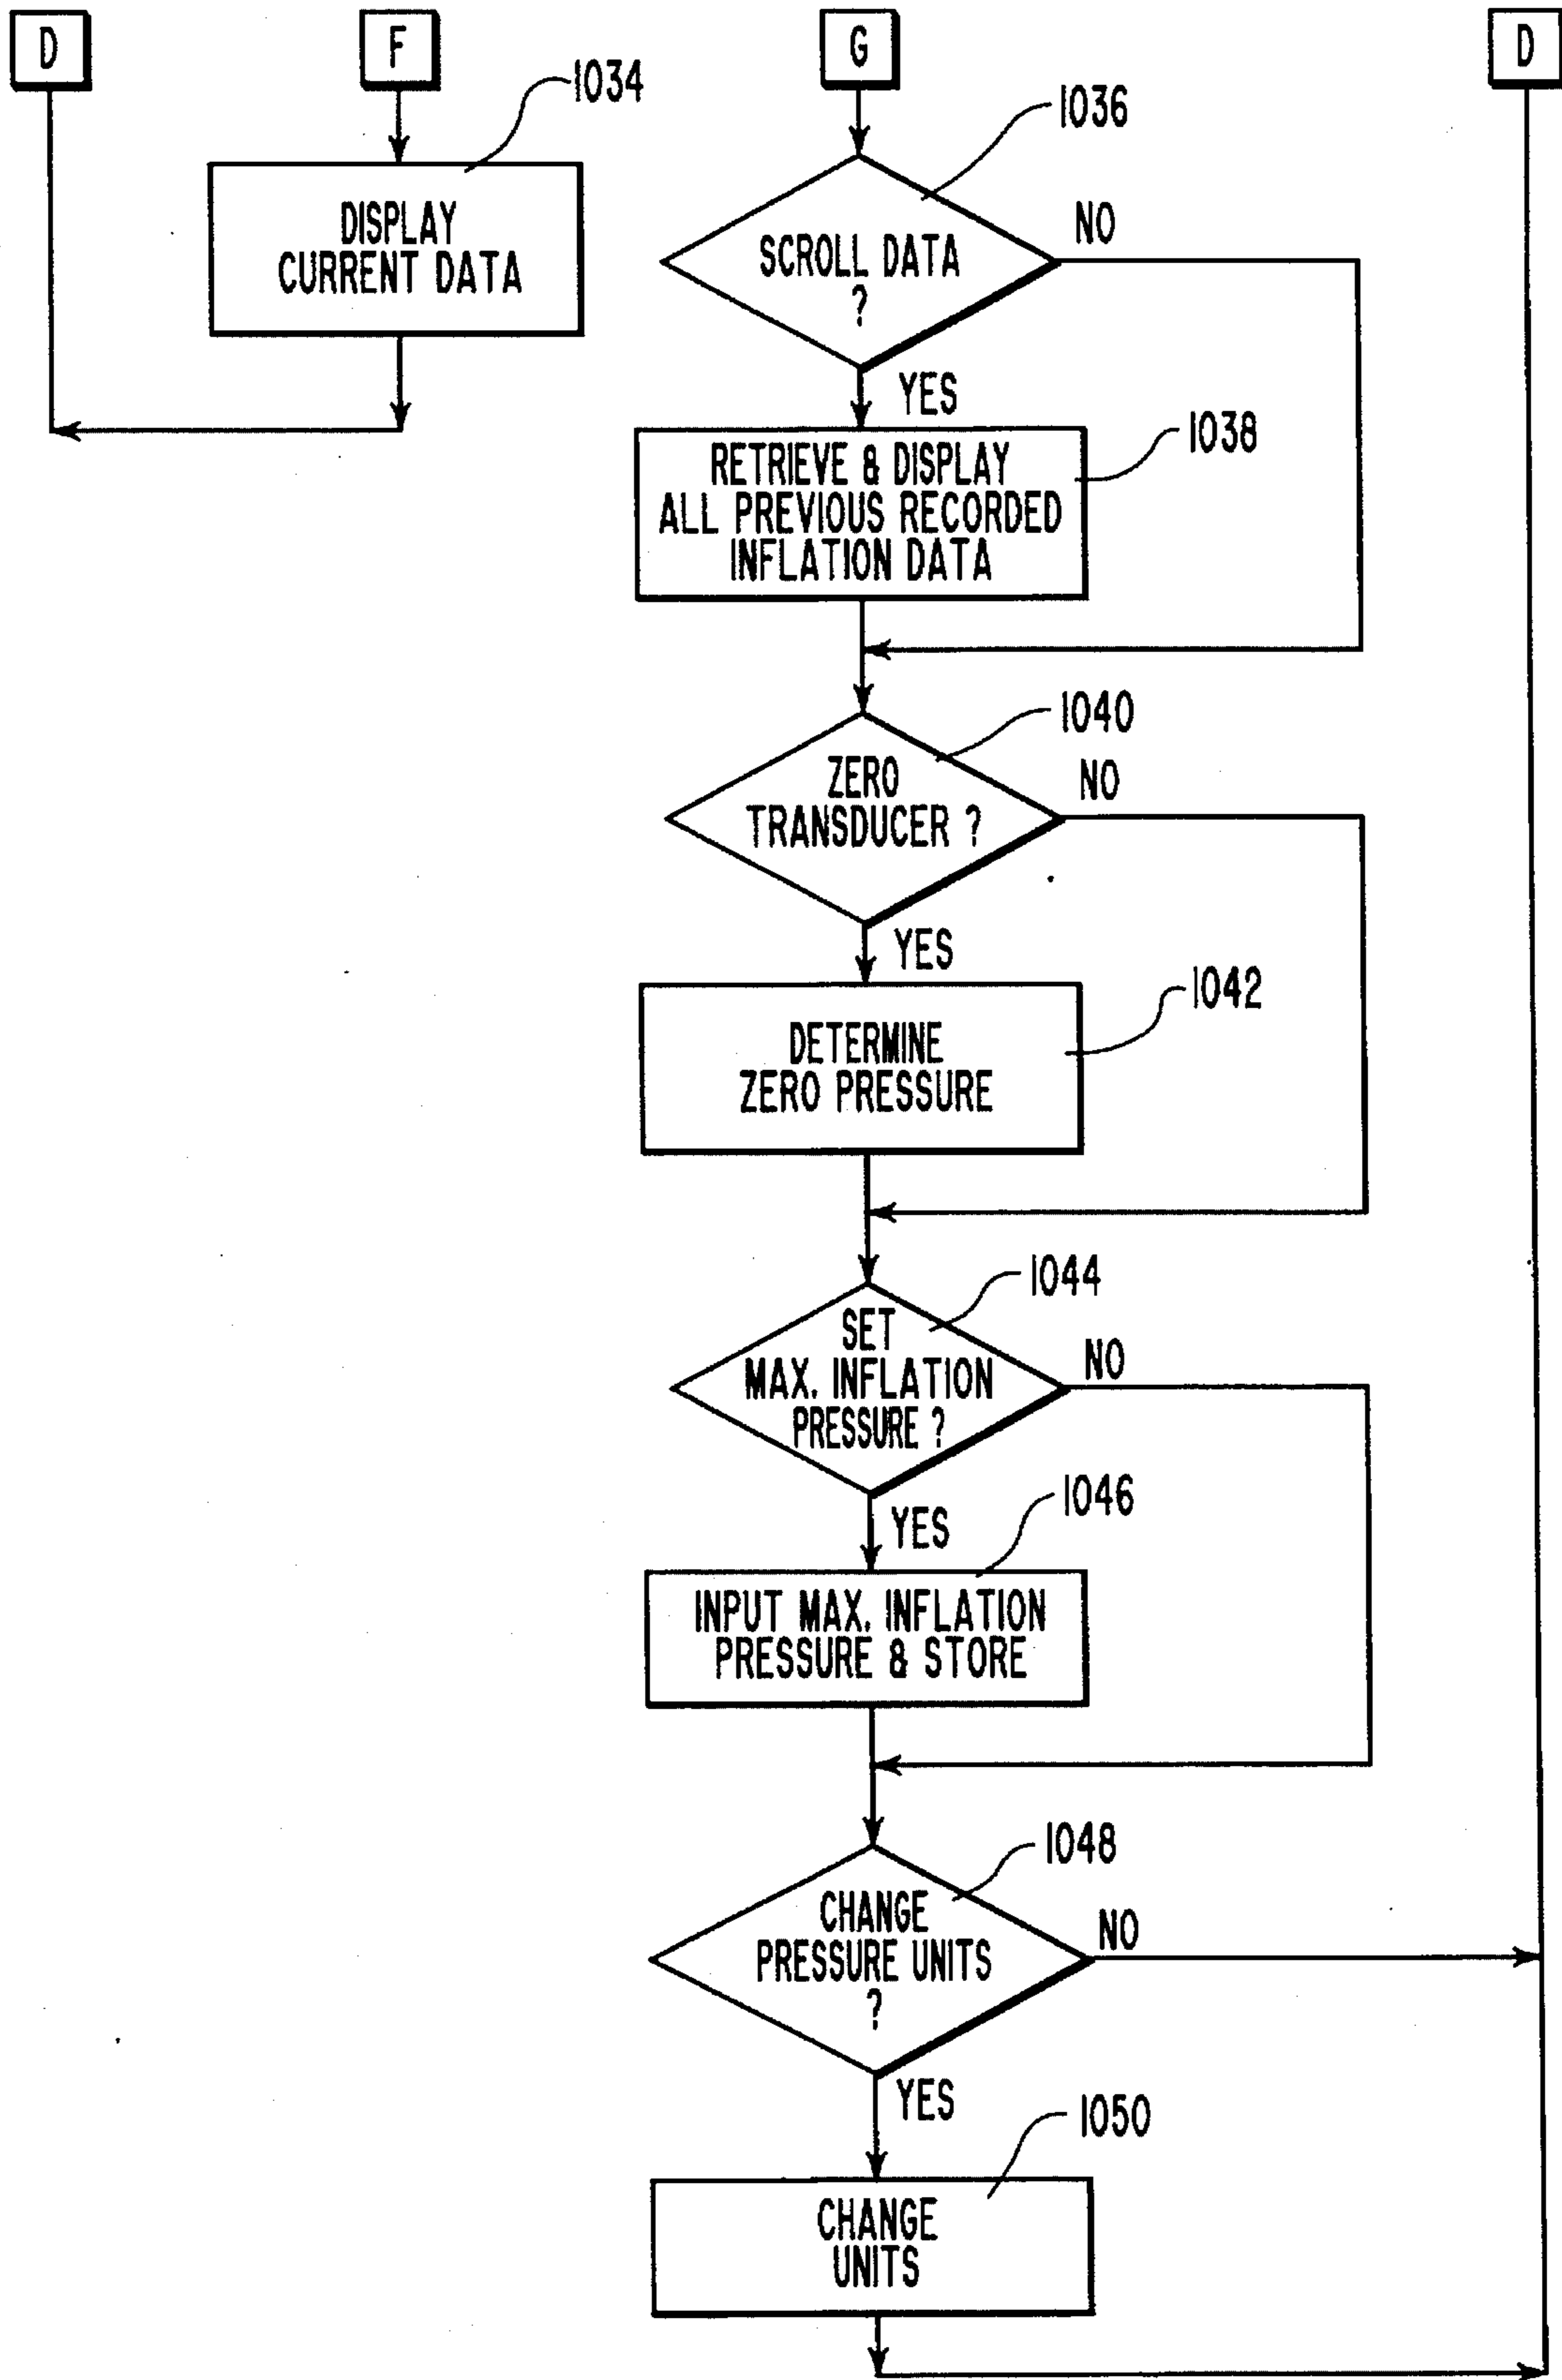 D
F
G
D
1034
DISPLAY
CURRENT DATA
1036
SCROLL DATA
?
NO
YES
1038
RETRIEVE & DISPLAY
ALL PREVIOUS RECORDED
INFLATION DATA
1040
ZERO
TRANSDUCER ?
NO
YES
1042
DETERMINE
ZERO PRESSURE
1044
SET
MAX. INFLATION
PRESSURE ?
NO
YES
1046
INPUT MAX. INFLATION
PRESSURE & STORE
1048
CHANGE
PRESSURE UNITS
?
NO
YES
1050
CHANGE
UNITS